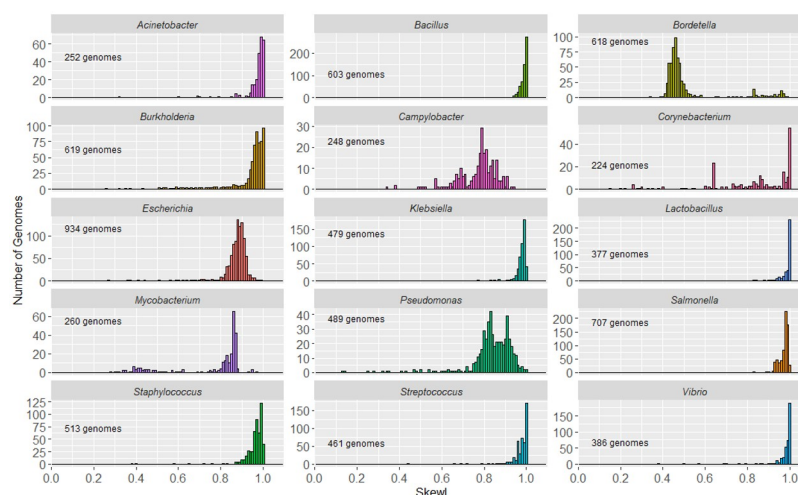 Acinetobacter
Bacillus
Bordetella
60
40
20
0
252 genomes
200
100
0
603 genomes
100
75
50
25
0
618 genomes
Burkholderia
Campylobacter
Corynebacterium
100
75
50
25
0
619 genomes
30
20
10
0
248 genomes
40
20
0
224 genomes
Escherichia
Klebsiella
Lactobacillus
100
50
0
934 genomes
150
100
50
0
479 genomes
200
150
100
50
0
377 genomes
Mycobacterium
Pseudomonas
Salmonella
60
40
20
0
260 genomes
40
30
20
10
0
489 genomes
200
150
100
50
0
707 genomes
Staphylococcus
Streptococcus
Vibrio
125
100
75
50
25
0
513 genomes
150
100
50
0
461 genomes
150
100
50
0
386 genomes
0.0 0.2 0.4 0.6 0.8 1.0
0.0 0.2 0.4 0.6 0.8 1.0
0.0 0.2 0.4 0.6 0.8 1.0
Number of Genomes